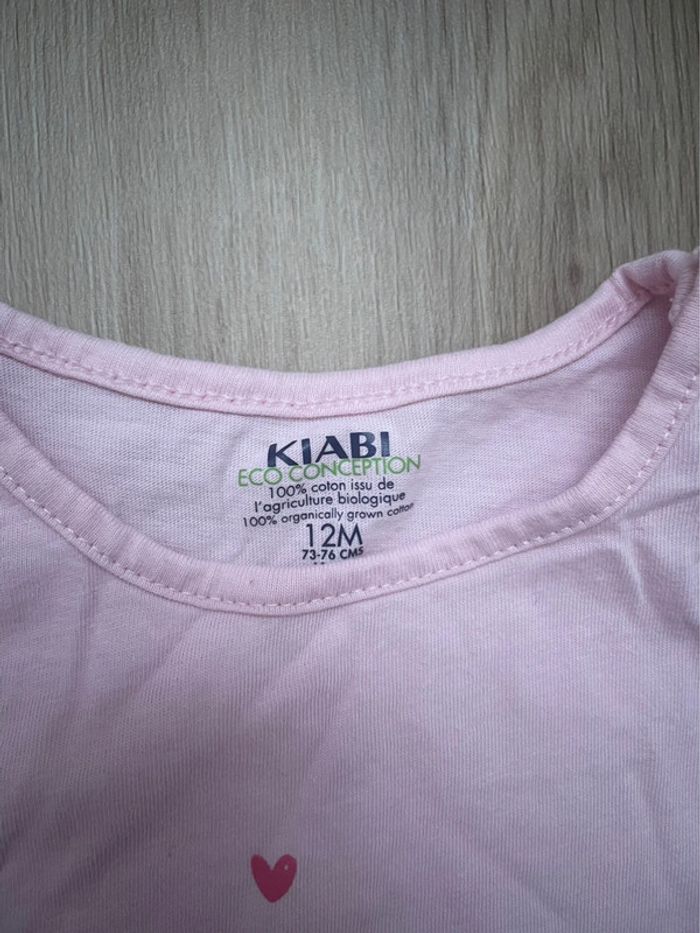 KIABI
ECO CONCEPTION
100% coton issu de
l'agriculture biologique
100% organically grown cotton
12M
73-76 CMS